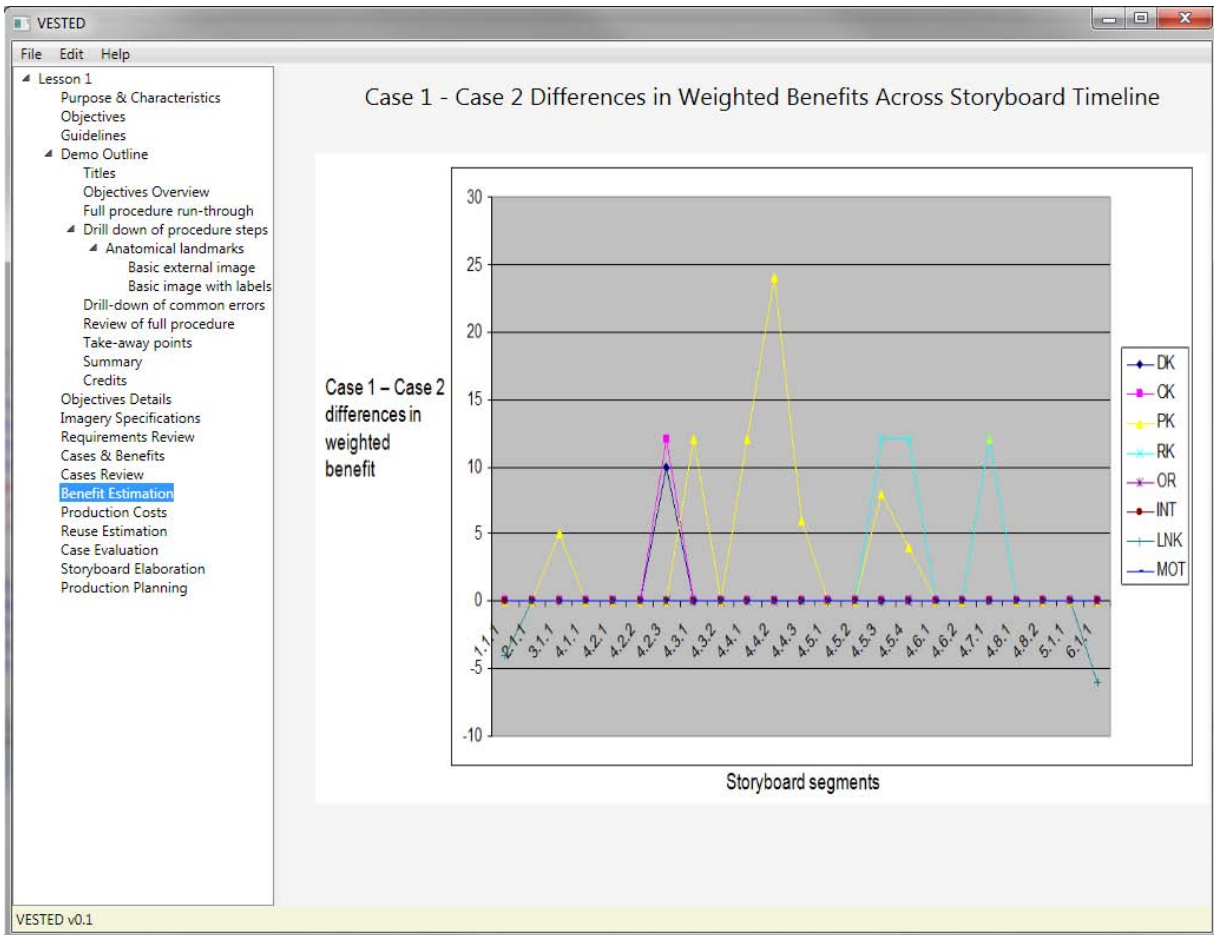 VESTED
File Edit Help
Lesson 1
Purpose & Characteristics
Objectives
Guidelines
Demo Outline
Titles
Objectives Overview
Full procedure run-through
Drill down of procedure steps
Anatomical landmarks
Basic external image
Basic image with labels
Drill-down of common errors
Review of full procedure
Take-away points
Summary
Credits
Objectives Details
Imagery Specifications
Requirements Review
Cases & Benefits
Cases Review
Benefit Estimation
Production Costs
Reuse Estimation
Case Evaluation
Storyboard Elaboration
Production Planning
Case 1 - Case 2 Differences in Weighted Benefits Across Storyboard Timeline
30
25
20
15
10
5
0
-5
-10
Case 1 – Case 2
differences in
weighted
benefit
1.1.1
2.1.1
3.1.1
4.1.1
4.2.1
4.2.2
4.2.3
4.3.1
4.3.2
4.4.1
4.4.2
4.4.3
4.5.1
4.5.2
4.5.3
4.5.4
4.6.1
4.6.2
4.7.1
4.8.1
4.8.2
5.1.1
6.1.1
Storyboard segments
DK
CK
PK
RK
OR
INT
LNK
MOT
VESTED v0.1